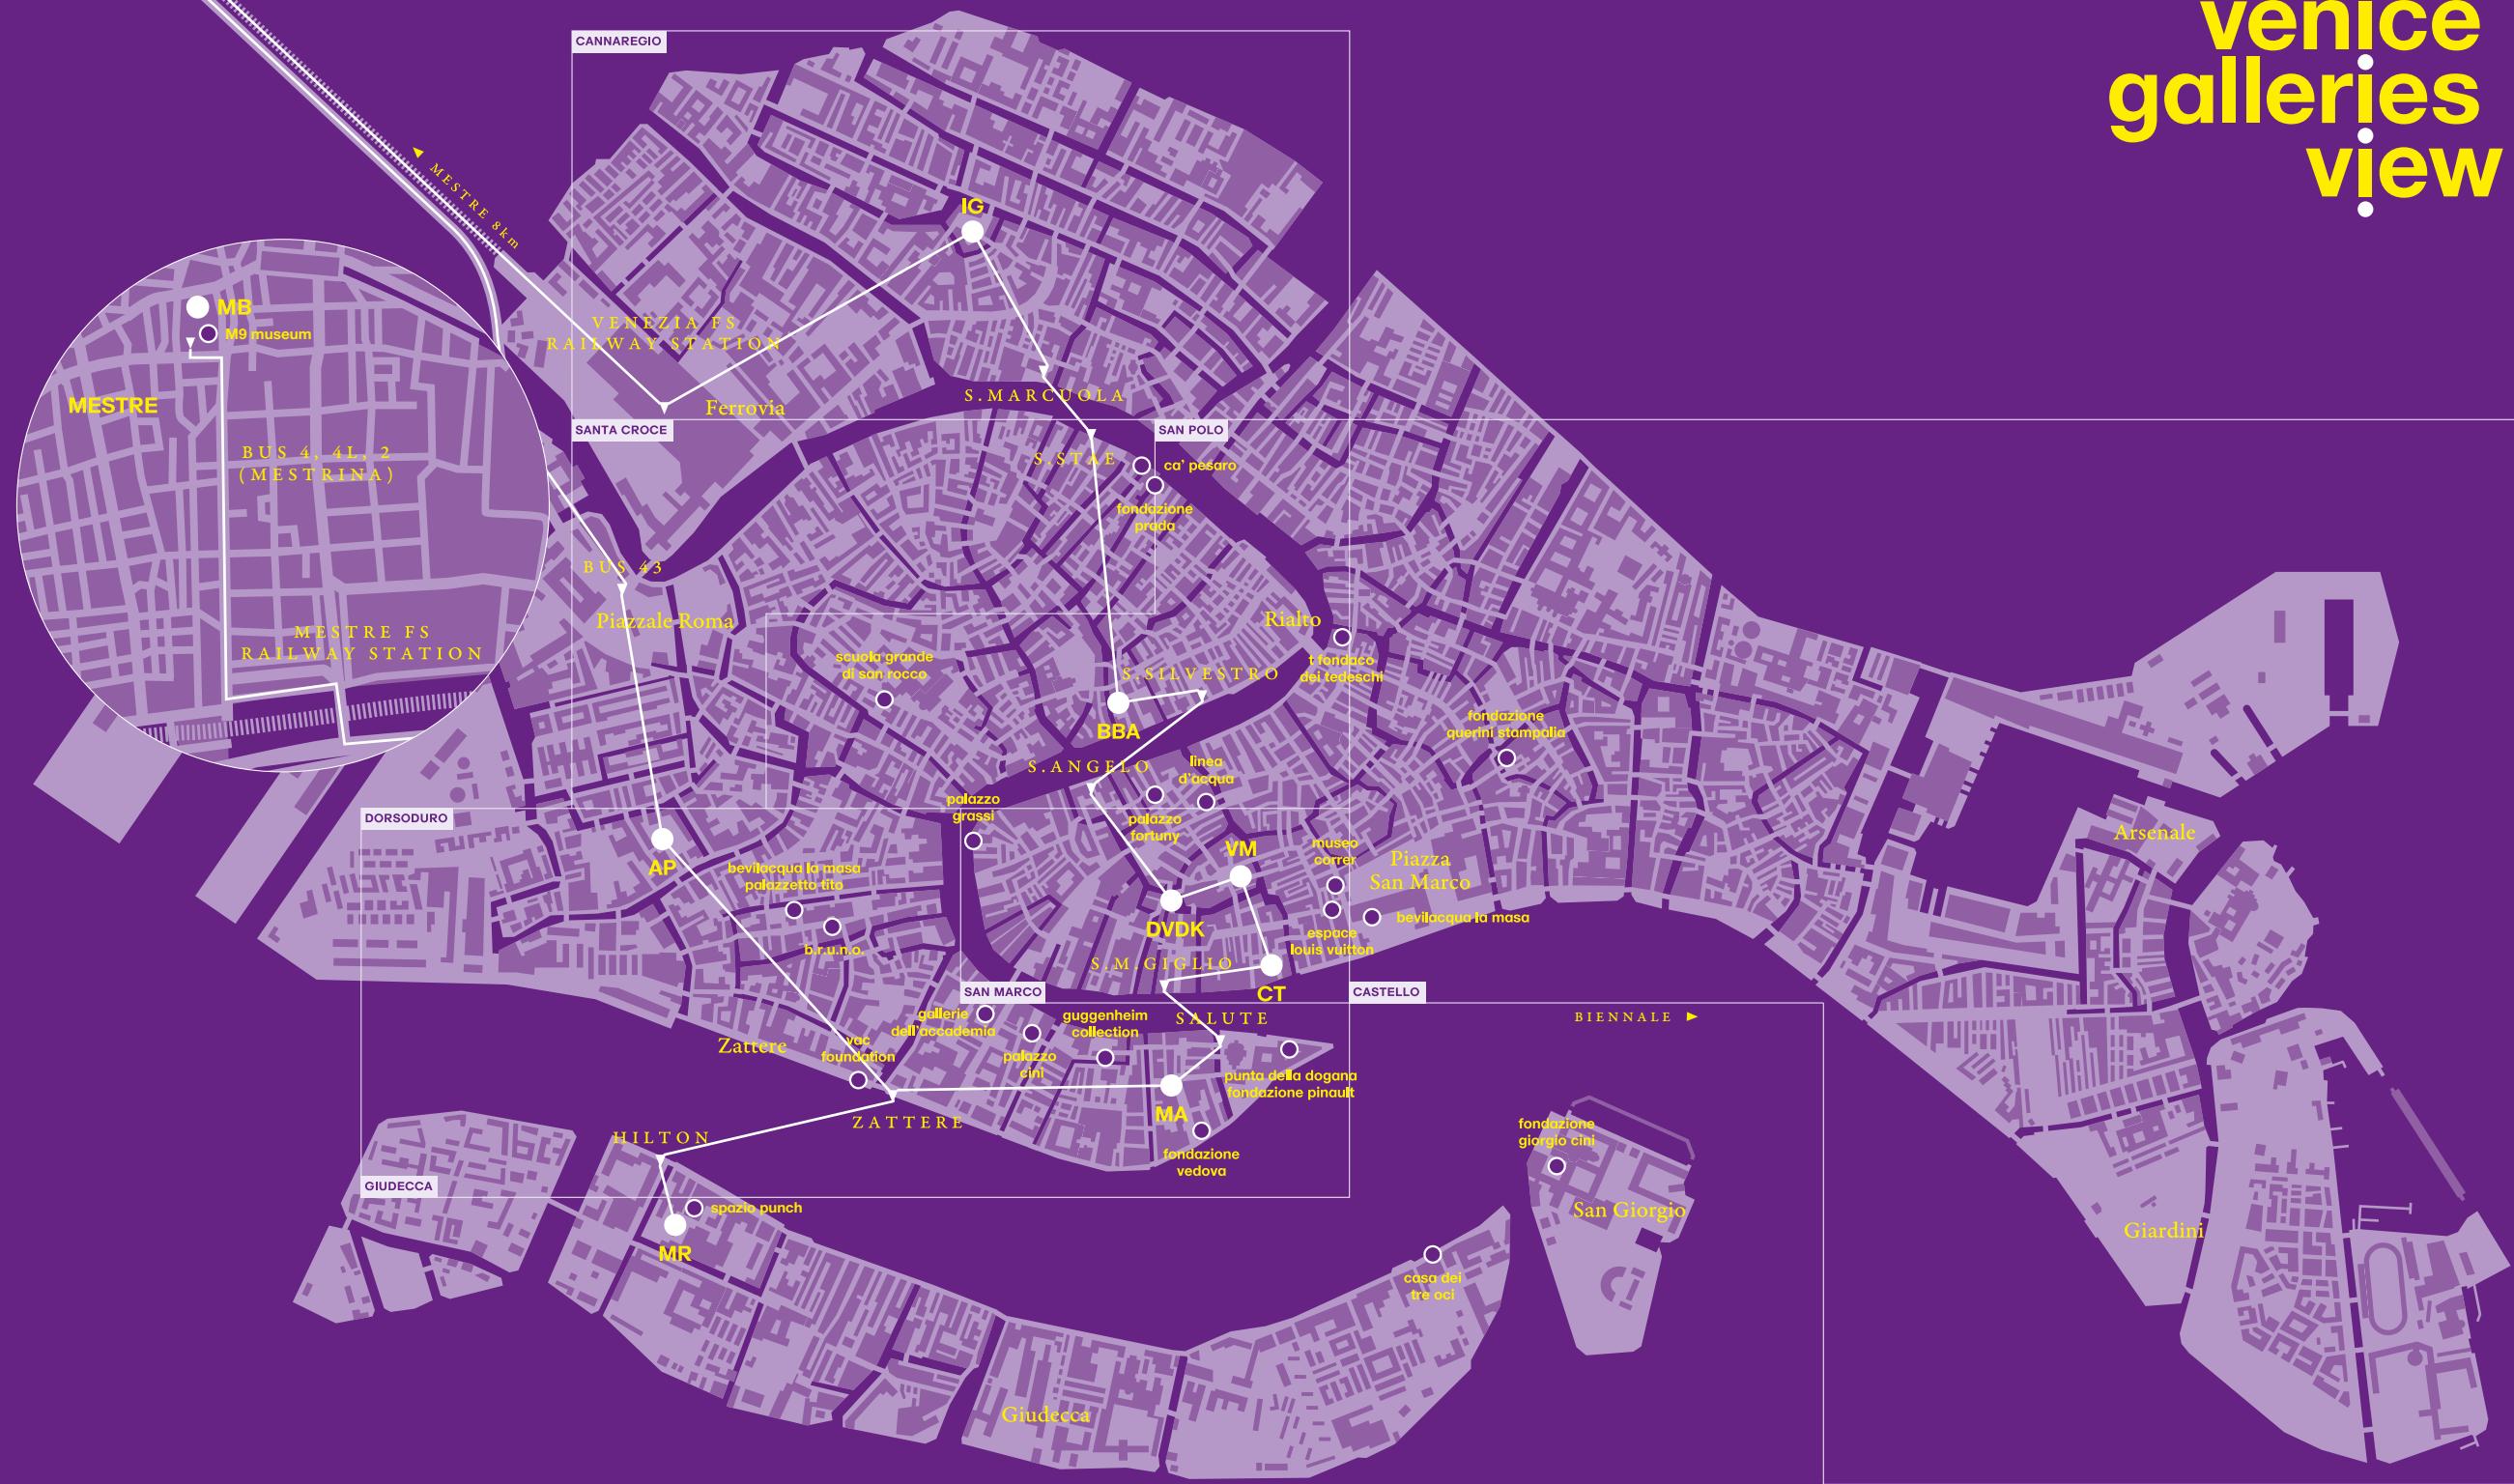 venice
galleries
view
CANNAREGIO
MESTRE 8km
IG
MB
M9 museum
VENEZIA FS
RAILWAY STATION
MESTRE
S.MARCUOLA
Ferrovia
SANTA CROCE
SAN POLO
BUS 4, 4L, 2
(MESTRINA)
S.STAE
ca' pesaro
fondazione
prada
BUS 43
Piazzale Roma
Rialto
MESTRE FS
RAILWAY STATION
scuola grande
di san rocco
S.SILVESTRO
t fondaco
dei tedeschi
BBA
fondazione
querini stampalia
S.ANGELO
linea
d'acqua
palazzo
grassi
palazzo
fortuny
DORSODURO
Arsenale
AP
VM
museo
correr
Piazza
San Marco
bevilacqua la masa
palazzetto tito
DVDK
bevilacqua la masa
b.r.u.n.o.
espace
louis vuitton
S.M.GIGLIO
SAN MARCO
CT
CASTELLO
gallerie
dell'accademia
guggenheim
collection
SALUTE
BIENNALE
Zattere
vac
foundation
palazzo
cini
punta della dogana
fondazione pinault
MA
ZATTERE
HILTON
fondazione
giorgio cini
fondazione
vedova
GIUDECCA
spazio punch
San Giorgio
MR
Giardini
casa dei
tre oci
Giudecca